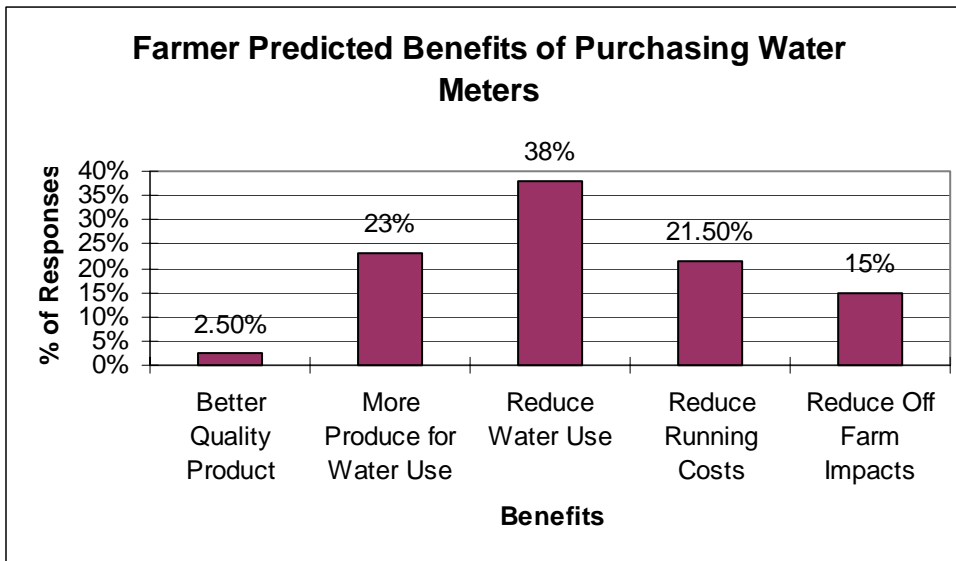 Farmer Predicted Benefits of Purchasing Water
Meters
% of Responses
40%
35%
30%
25%
20%
15%
10%
5%
0%
2.50%
23%
38%
21.50%
15%
Better
Quality
Product
More
Produce for
Water Use
Reduce
Water Use
Reduce
Running
Costs
Reduce Off
Farm
Impacts
Benefits